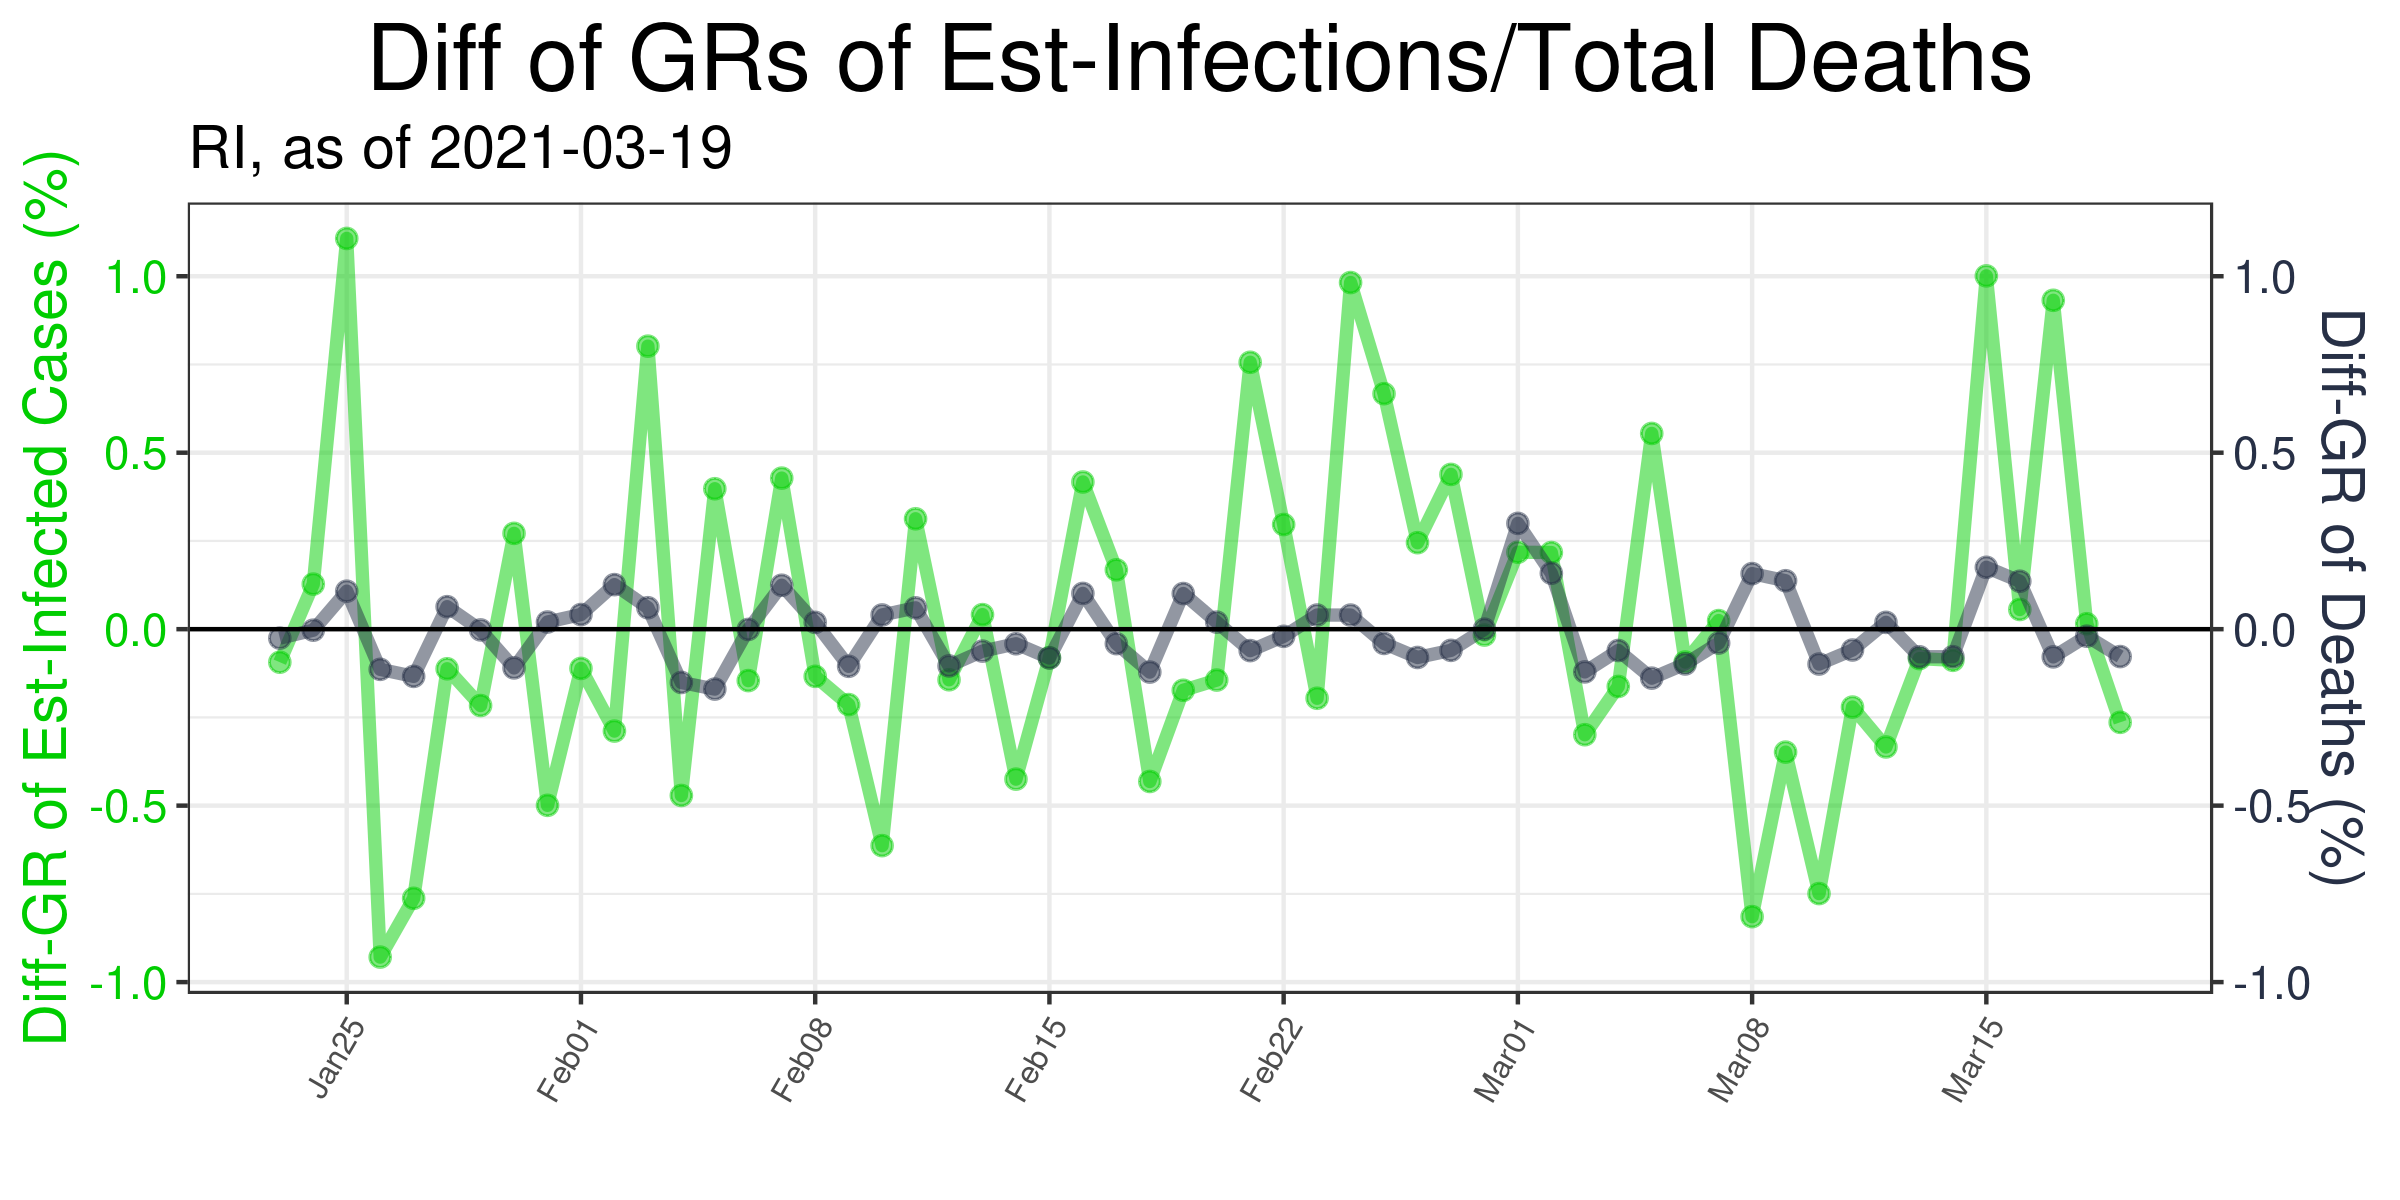 Diff of GRs of Est-Infections/Total Deaths
RI, as of 2021-03-19
Diff-GR of Est-Infected Cases (%)
1.0
0.5
0.0
-0.5
-1.0
1.0
0.5
0.0
-0.5
-1.0
Diff-GR of Deaths (%)
Jan25
Feb01
Feb08
Feb15
Feb22
Mar01
Mar08
Mar15